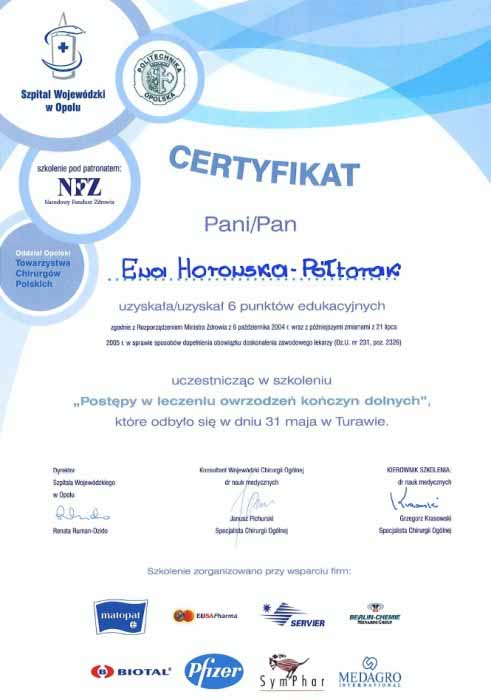 Szpital Wojewódzki
w Opolu
POLITECHNIKA
OPOLSKA
szkolenie pod patronatem:
NFZ
Narodowy Fundusz Zdrowia
Oddział Opolski
Towarzystwa
Chirurgów
Polskich
CERTYFIKAT
Pani/Pan
Ewa Horowska-Półtorak
uzyskała/uzyskał 6 punktów edukacyjnych
zgodnie z Rozporządzeniem Ministra Zdrowia z 6 października 2004 r. wraz z późniejszymi zmianami z 21 lipca
2005 r. w sprawie sposobów dopełnienia obowiązku doskonalenia zawodowego lekarzy (Dz.U. nr 231, poz. 2326)
uczestnicząc w szkoleniu
„Postępy w leczeniu owrzodzeń kończyn dolnych”,
które odbyło się w dniu 31 maja w Turawie.
Dyrektor
Szpitala Wojewódzkiego
w Opolu
Renata Ruman-Dzido
Konsultant Wojewódzki Chirurgii Ogólnej
dr nauk medycznych
Janusz Pichurski
Specjalista Chirurgii Ogólnej
KIEROWNIK SZKOLENIA:
dr nauk medycznych
Grzegorz Krasowski
Specjalista Chirurgii Ogólnej
Szkolenie zorganizowano przy wsparciu firm:
matopat
EUSAPharma
SERVIER
BERLIN-CHEMIE
MENARINI GROUP
BIOTAL
Pfizer
SymPhar
MEDAGRO
INTERNATIONAL